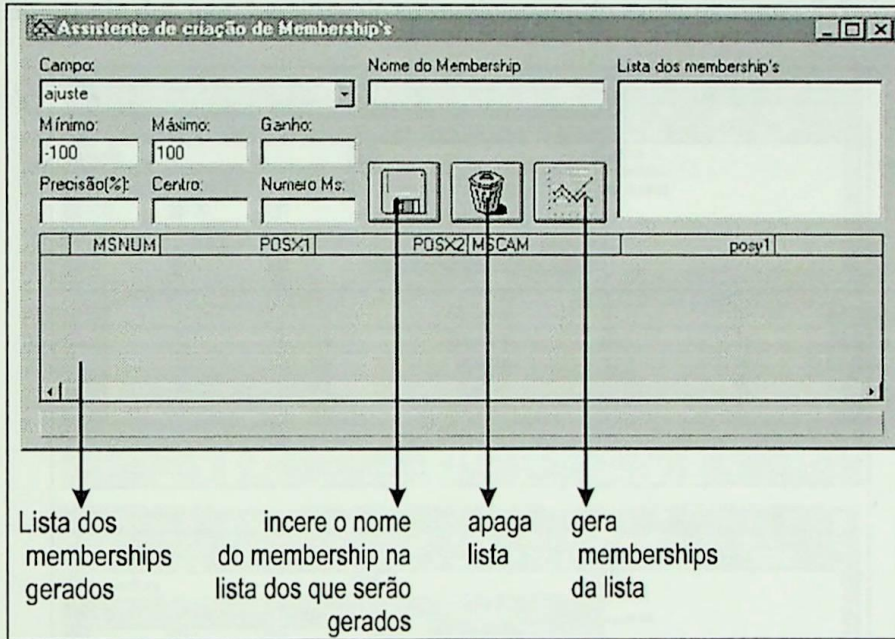 Assistente de criação de Membership's
Campo:
Nome do Membership
Lista dos membership's
ajuste
Mínimo:
Máximo:
Ganho:
-100
100
Precisão(%):
Centro:
Numero Ms:
MSNUM
POSX1
POSX2
MSCAM
posy1
Lista dos
memberships
gerados
incere o nome
do membership na
lista dos que serão
gerados
apaga
lista
gera
memberships
da lista